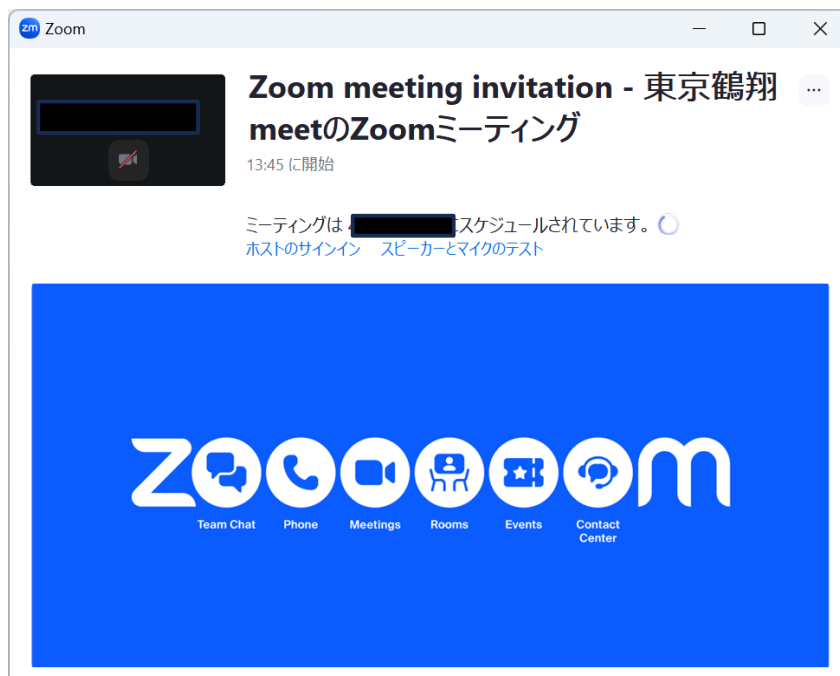 zm Zoom
Zoom meeting invitation - 東京鶴翔
meetのZoomミーティング
13:45 に開始
ミーティングは にスケジュールされています。
ホストのサインイン スピーカーとマイクのテスト
zoooooom
Team Chat Phone Meetings Rooms Events Contact Center